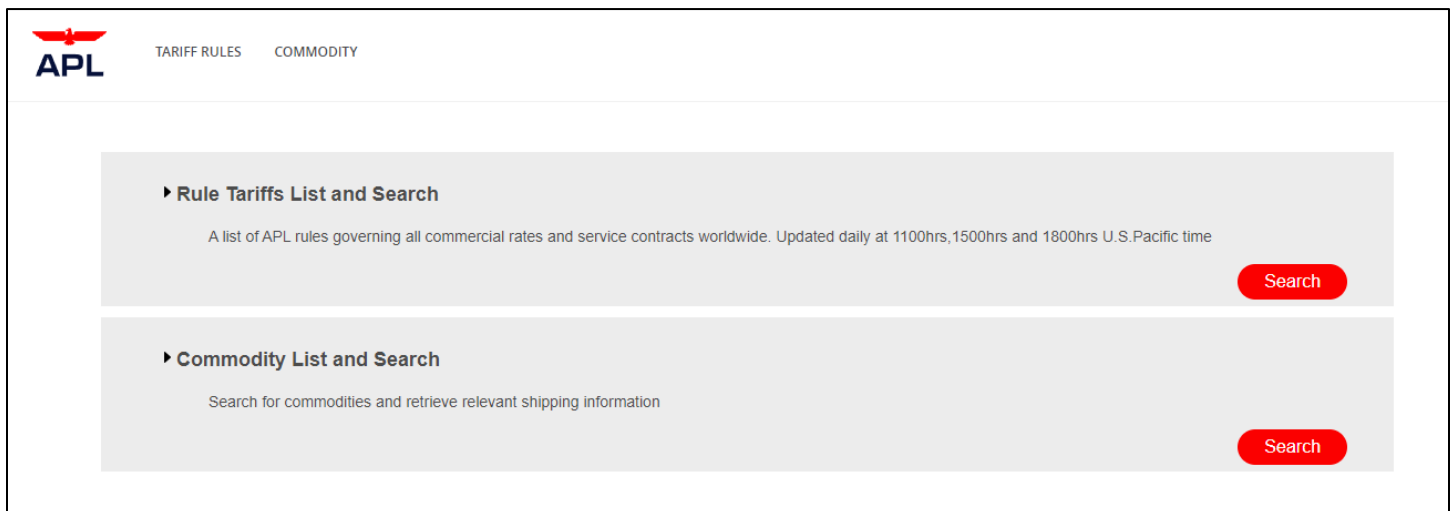 APL
TARIFF RULES
COMMODITY
Rule Tariffs List and Search
A list of APL rules governing all commercial rates and service contracts worldwide. Updated daily at 1100hrs,1500hrs and 1800hrs U.S.Pacific time
Search
Commodity List and Search
Search for commodities and retrieve relevant shipping information
Search